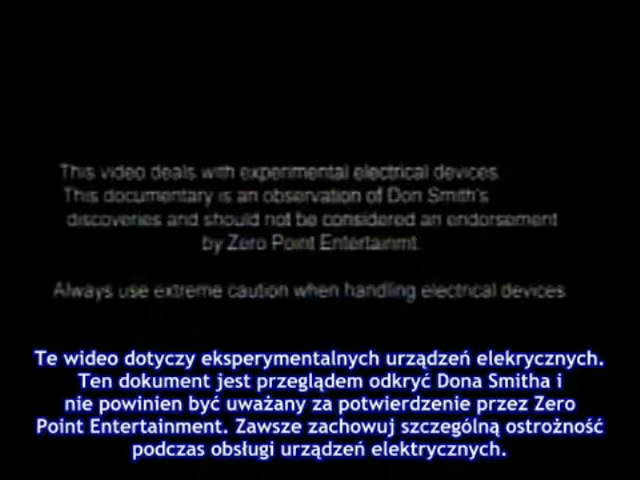 This video deals with experimental electrical devices.
This documentary is an observation of Don Smith's
discoveries and should not be considered an endorsement
by Zero Point Entertainmt.
Always use extreme caution when handling electrical devices
Te wideo dotyczy eksperymentalnych urządzeń elekrycznych.
Ten dokument jest przeglądem odkryć Dona Smitha i
nie powinien być uważany za potwierdzenie przez Zero
Point Entertainment. Zawsze zachowuj szczególną ostrożność
podczas obsługi urządzeń elektrycznych.